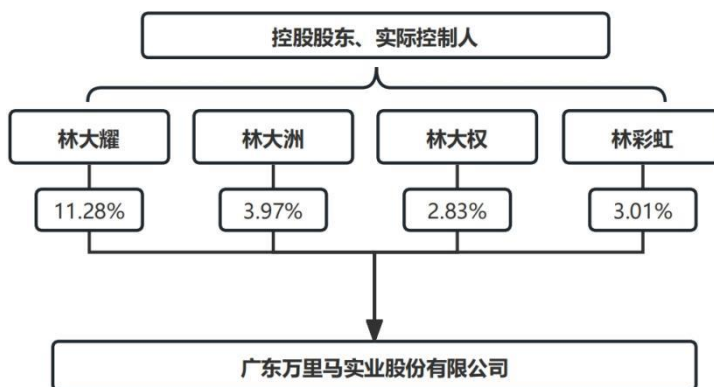 控股股东、实际控制人
林大耀
林大洲
林大权
林彩虹
11.28%
3.97%
2.83%
3.01%
广东万里马实业股份有限公司